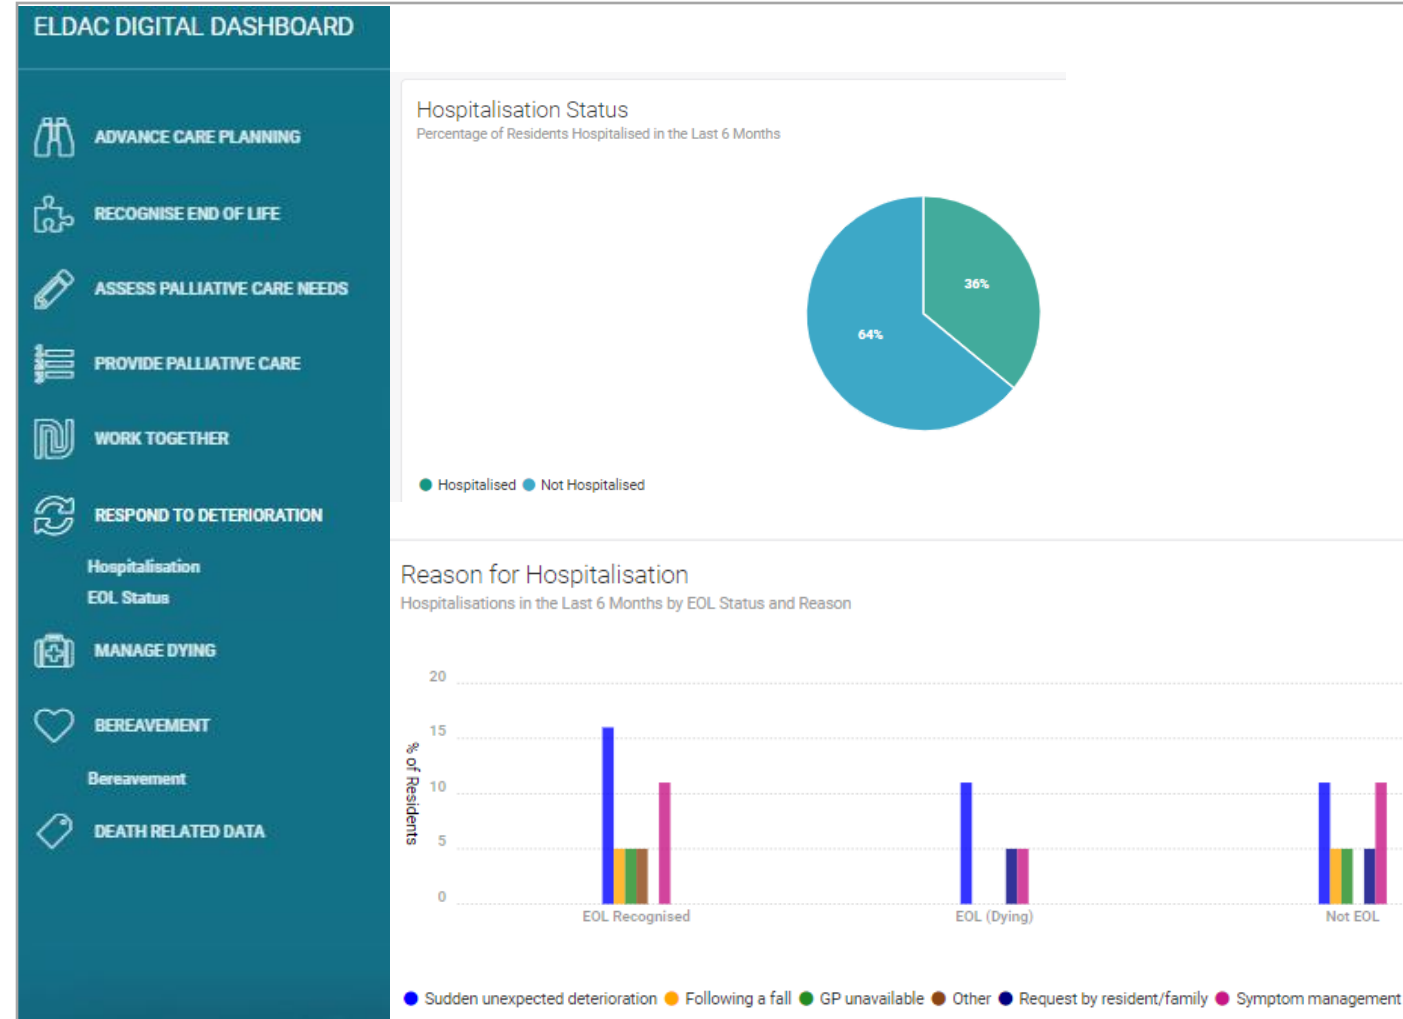 ELDAC DIGITAL DASHBOARD
ADVANCE CARE PLANNING
RECOGNISE END OF LIFE
ASSESS PALLIATIVE CARE NEEDS
PROVIDE PALLIATIVE CARE
WORK TOGETHER
RESPOND TO DETERIORATION
Hospitalisation
EOL Status
MANAGE DYING
BEREAVEMENT
Bereavement
DEATH RELATED DATA
Hospitalisation Status
Percentage of Residents Hospitalised in the Last 6 Months
36%
64%
Hospitalised Not Hospitalised
Reason for Hospitalisation
Hospitalisations in the Last 6 Months by EOL Status and Reason
% of Residents
20
15
10
5
0
EOL Recognised EOL (Dying) Not EOL
Sudden unexpected deterioration Following a fall GP unavailable Other Request by resident/family Symptom management